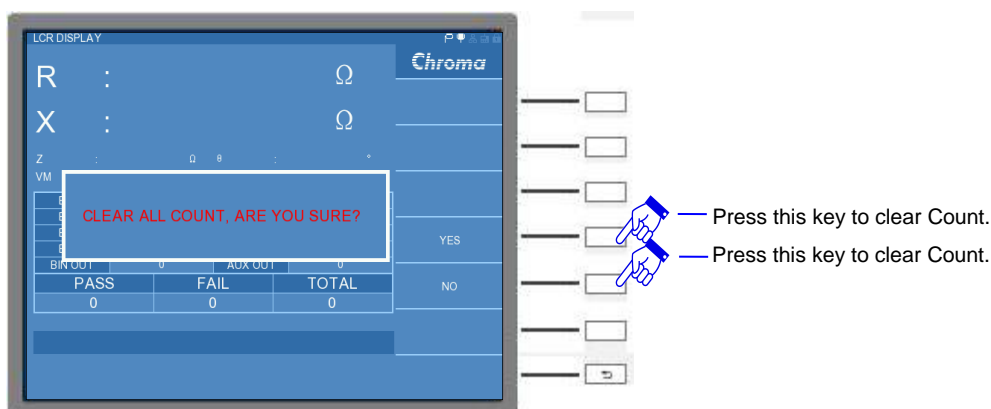 LCR DISPLAY
Chroma
R : Ω
X : Ω
Z : Ω θ : °
VM
CLEAR ALL COUNT, ARE YOU SURE?
BIN OUT 0 AUX OUT 0
PASS FAIL TOTAL
0 0 0
YES
NO
Press this key to clear Count.
Press this key to clear Count.